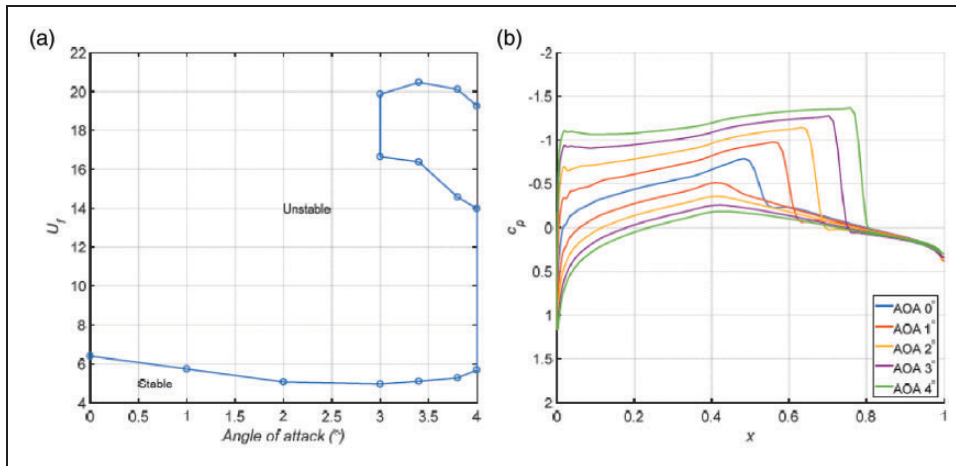 (a)
22
20
18
16
14
12
10
8
6
4
U_f
Unstable
Stable
0 0.5 1 1.5 2 2.5 3 3.5 4
Angle of attack (°)
(b)
-2
-1.5
-1
-0.5
0
0.5
1
1.5
2
c_p
AOA 0°
AOA 1°
AOA 2°
AOA 3°
AOA 4°
0 0.2 0.4 0.6 0.8 1
x